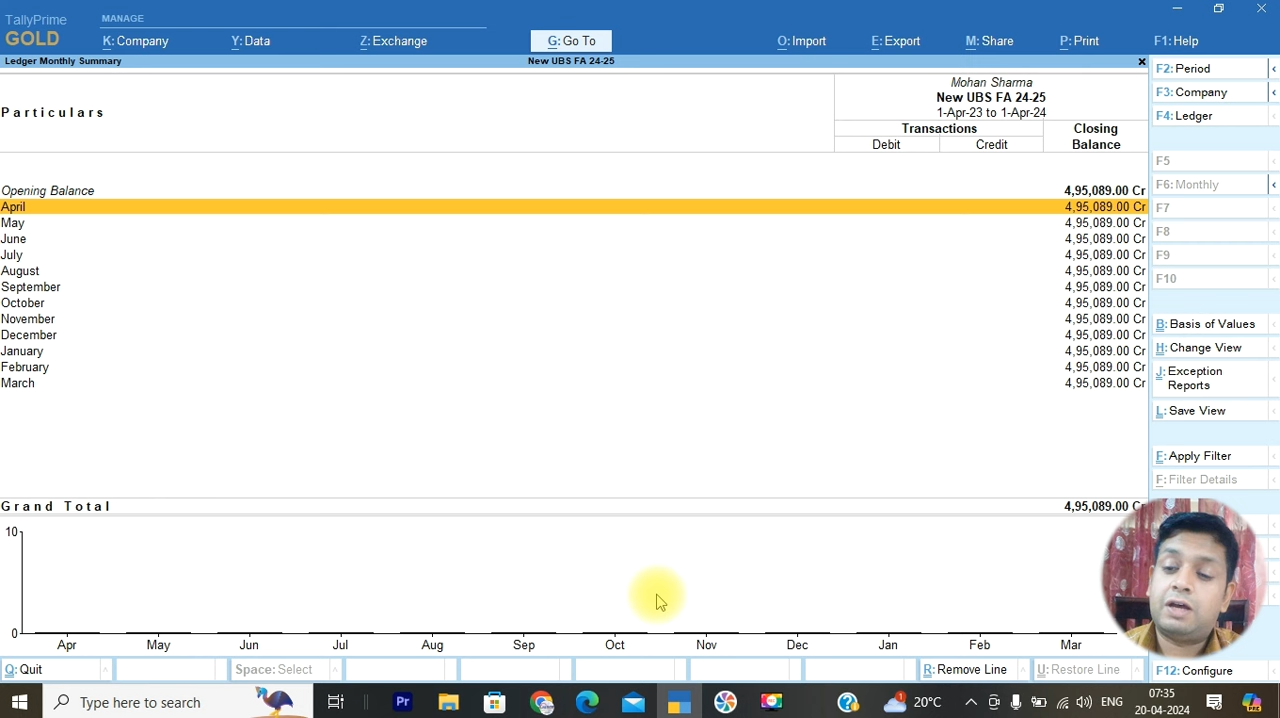 TallyPrime
GOLD
MANAGE
K: Company
Y: Data
Z: Exchange
G: Go To
O: Import
E: Export
M: Share
P: Print
F1: Help
Ledger Monthly Summary
New UBS FA 24-25
×
F2: Period
F3: Company
F4: Ledger
F5
F6: Monthly
F7
F8
F9
F10
B: Basis of Values
H: Change View
J: Exception
Reports
L: Save View
F: Apply Filter
F: Filter Details
Particulars
Mohan Sharma
New UBS FA 24-25
1-Apr-23 to 1-Apr-24
Transactions
Closing
Debit
Credit
Balance
Opening Balance 4,95,089.00 Cr
April 4,95,089.00 Cr
May 4,95,089.00 Cr
June 4,95,089.00 Cr
July 4,95,089.00 Cr
August 4,95,089.00 Cr
September 4,95,089.00 Cr
October 4,95,089.00 Cr
November 4,95,089.00 Cr
December 4,95,089.00 Cr
January 4,95,089.00 Cr
February 4,95,089.00 Cr
March 4,95,089.00 Cr
Grand Total 4,95,089.00 Cr
10
0
Apr May Jun Jul Aug Sep Oct Nov Dec Jan Feb Mar
Q: Quit
Space: Select
R: Remove Line
U: Restore Line
F12: Configure
Type here to search
Pr
20°C
ENG
07:35
20-04-2024